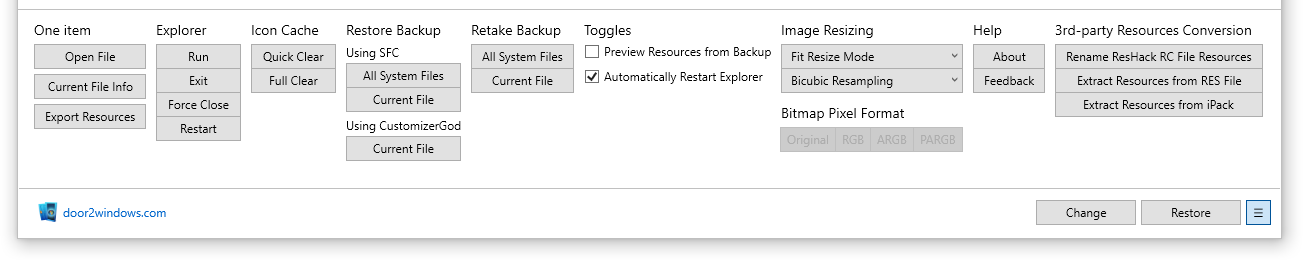 One item
Open File
Current File Info
Export Resources
Explorer
Run
Exit
Force Close
Restart
Icon Cache
Quick Clear
Full Clear
Restore Backup
Using SFC
All System Files
Current File
Using CustomizerGod
Current File
Retake Backup
All System Files
Current File
Toggles
Preview Resources from Backup
Automatically Restart Explorer
Image Resizing
Fit Resize Mode
Bicubic Resampling
Bitmap Pixel Format
Original RGB ARGB PARGB
Help
About
Feedback
3rd-party Resources Conversion
Rename ResHack RC File Resources
Extract Resources from RES File
Extract Resources from iPack
door2windows.com
Change Restore